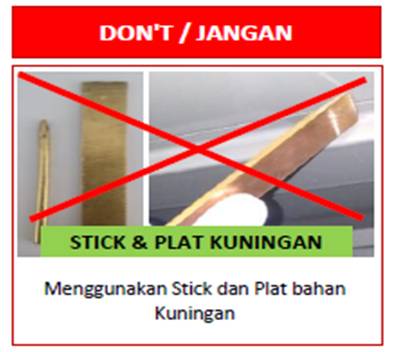 DON'T / JANGAN
STICK & PLAT KUNINGAN
Menggunakan Stick dan Plat bahan
Kuningan